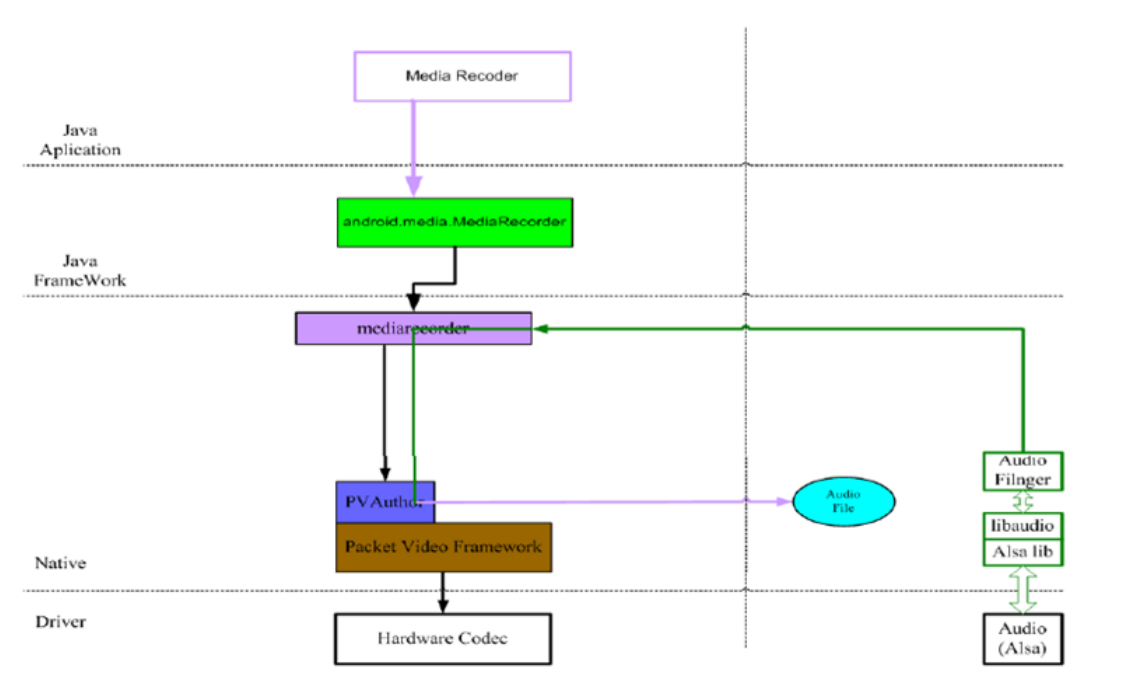 Media Recoder
Java
Aplication
android.media.MediaRecorder
Java
FrameWork
mediarecorder
Audio
Filnger
PVAuthor
Audio
File
libaudio
Packet Video Framework
Alsa lib
Native
Driver
Hardware Codec
Audio
(Alsa)